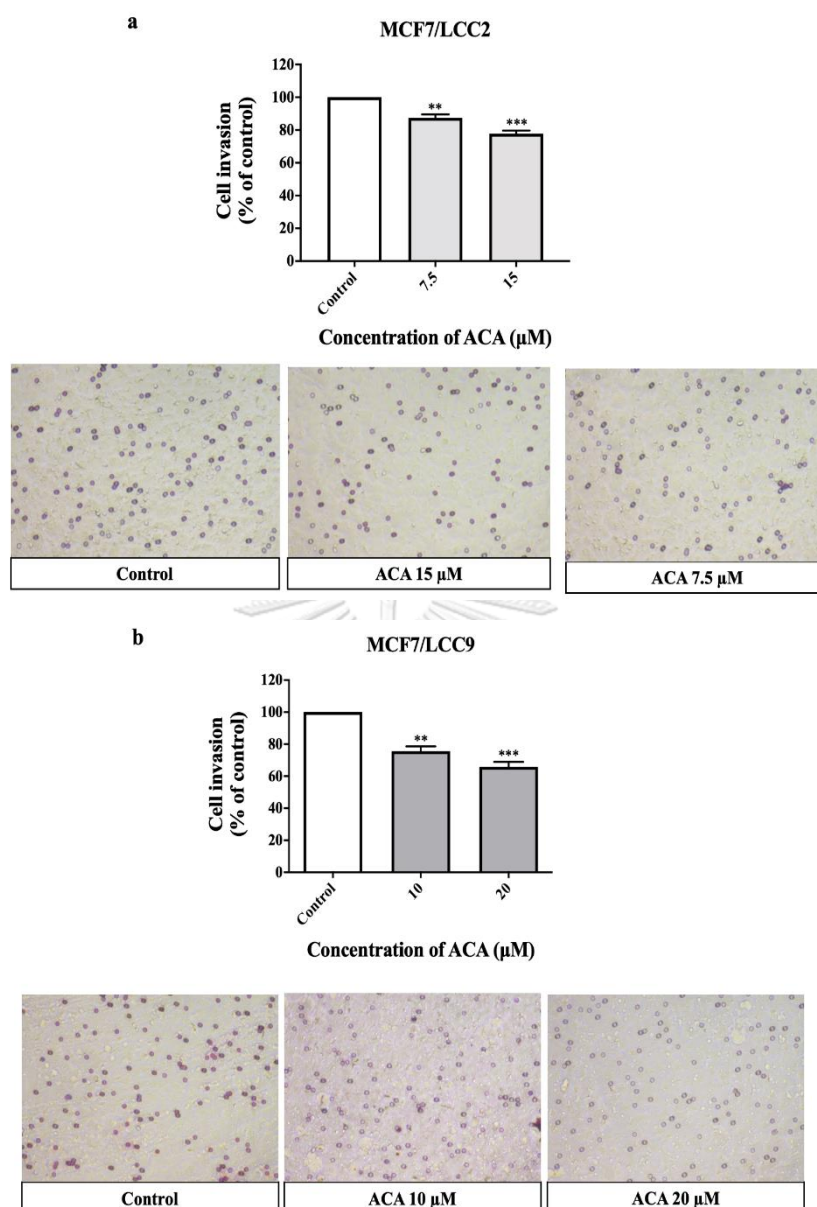 a
MCF7/LCC2
120
100
80
60
40
20
0
Cell invasion
(% of control)
**
***
Control
7.5
15
Concentration of ACA (µM)
Control
ACA 15 µM
ACA 7.5 µM
b
MCF7/LCC9
120
100
80
60
40
20
0
Cell invasion
(% of control)
**
***
Control
10
20
Concentration of ACA (µM)
Control
ACA 10 µM
ACA 20 µM